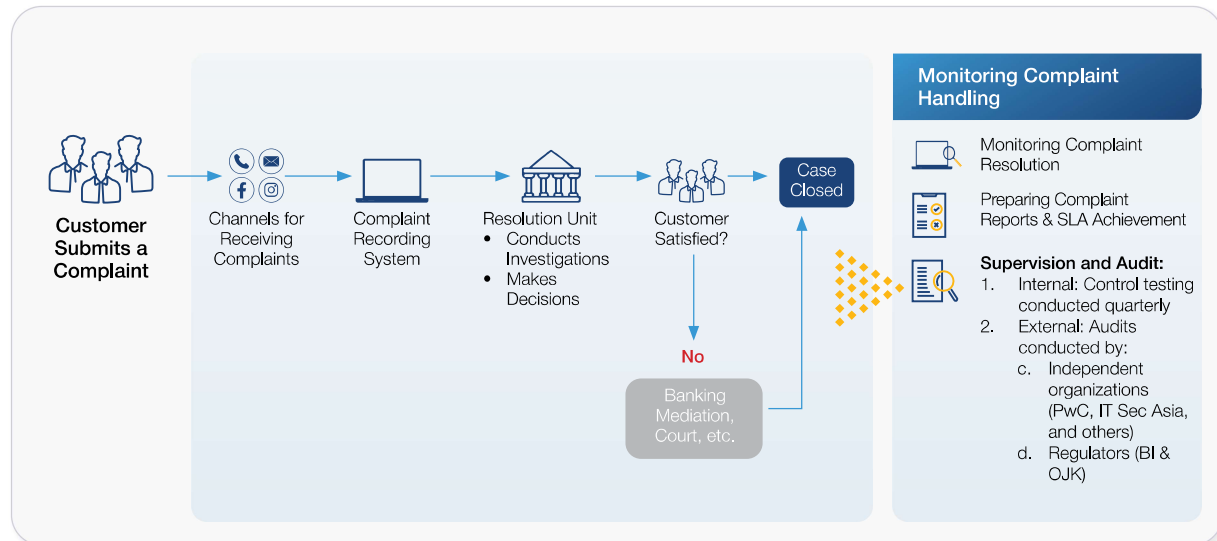 Customer
Submits a
Complaint
Channels for
Receiving
Complaints
Complaint
Recording
System
Resolution Unit
• Conducts
Investigations
• Makes
Decisions
Customer
Satisfied?
No
Banking
Mediation,
Court, etc.
Case
Closed
Monitoring Complaint
Handling
Monitoring Complaint
Resolution
Preparing Complaint
Reports & SLA Achievement
Supervision and Audit:
1. Internal: Control testing
conducted quarterly
2. External: Audits
conducted by:
c. Independent
organizations
(PwC, IT Sec Asia,
and others)
d. Regulators (BI &
OJK)